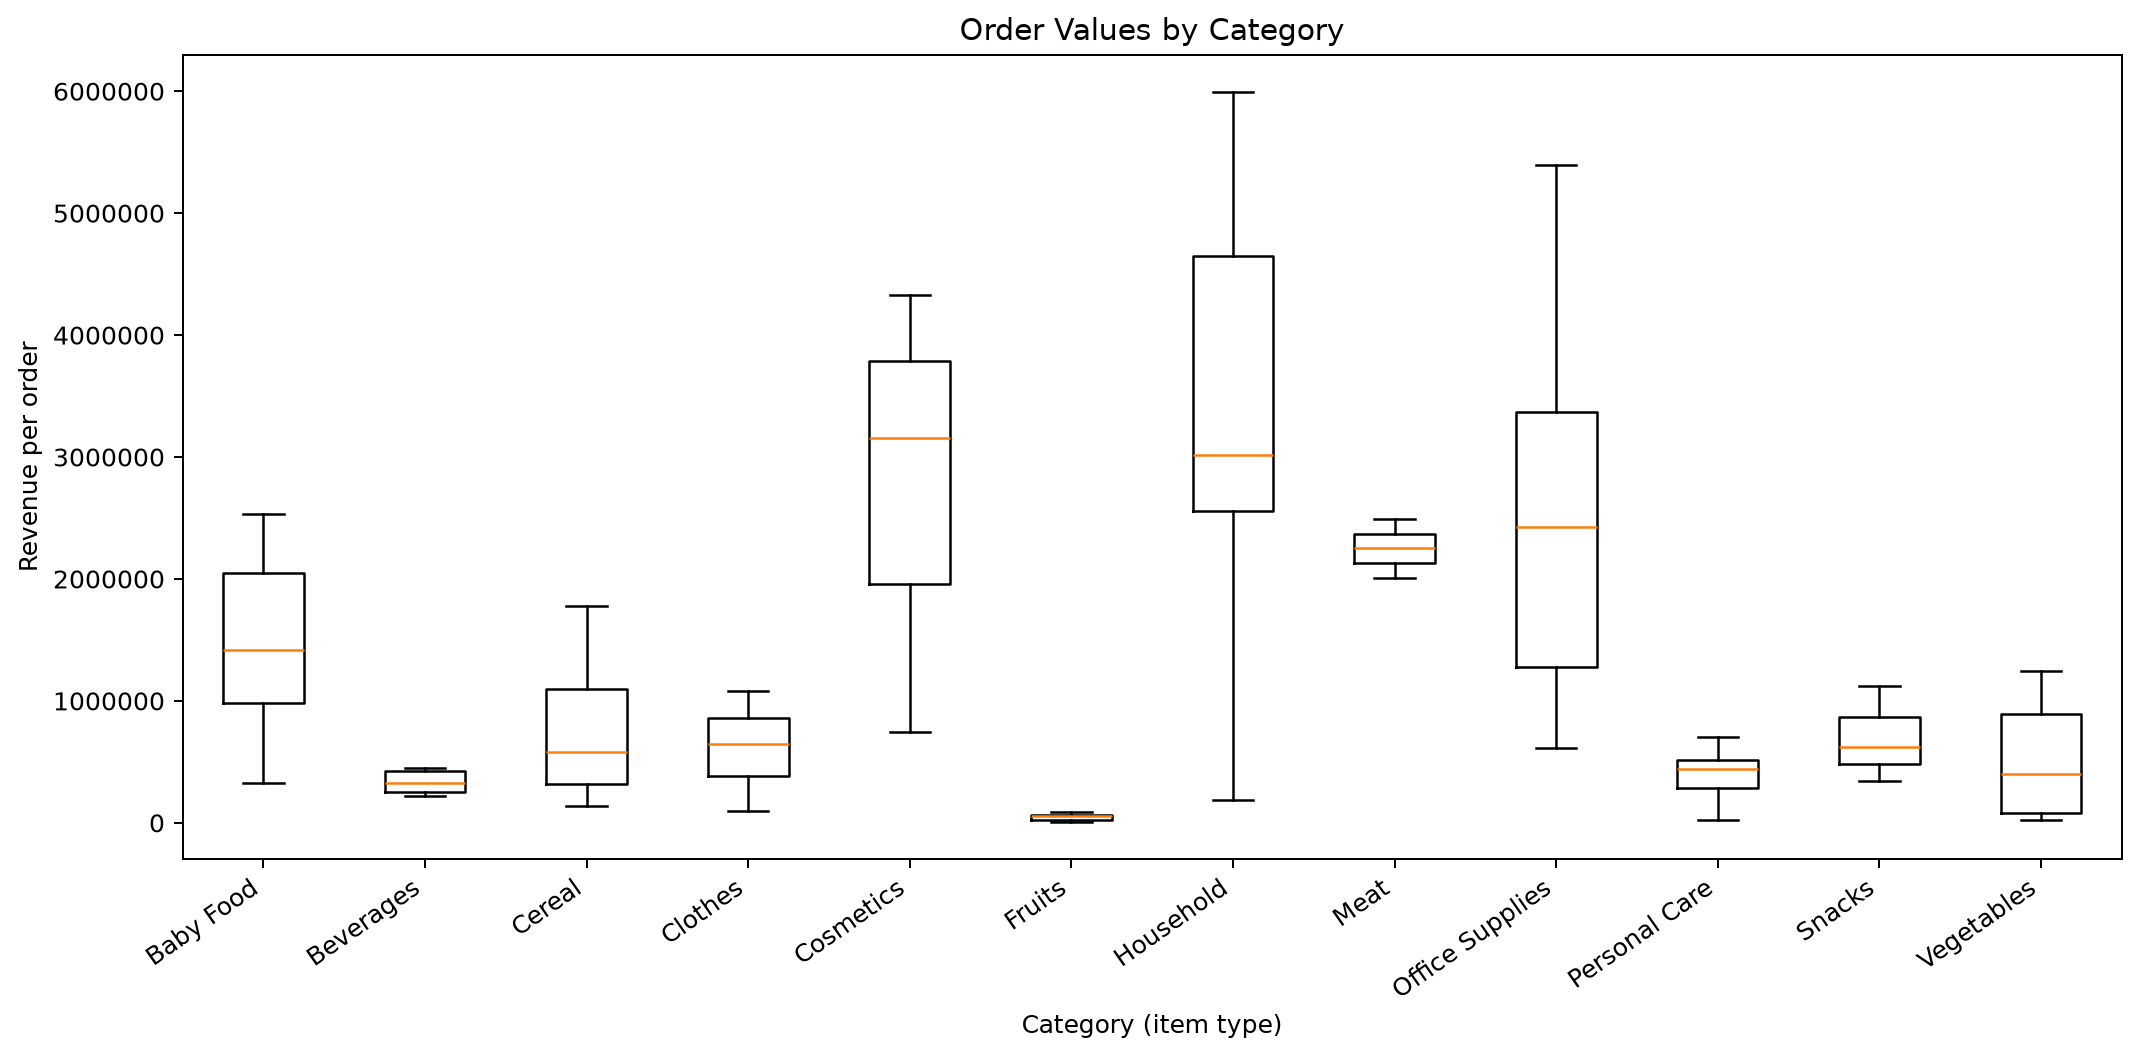 Order Values by Category
Revenue per order
6000000
5000000
4000000
3000000
2000000
1000000
0
Baby Food
Beverages
Cereal
Clothes
Cosmetics
Fruits
Household
Meat
Office Supplies
Personal Care
Snacks
Vegetables
Category (item type)